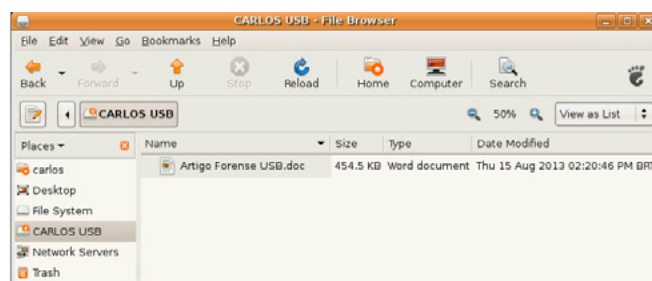 CARLOS USB - File Browser
File Edit View Go Bookmarks Help
Back Forward Up Stop Reload Home Computer Search
CARLOS USB 50% View as List
Places Name Size Type Date Modified
carlos Artigo Forense USB.doc 454.5 KB Word document Thu 15 Aug 2013 02:20:46 PM BRT
Desktop
File System
CARLOS USB
Network Servers
Trash